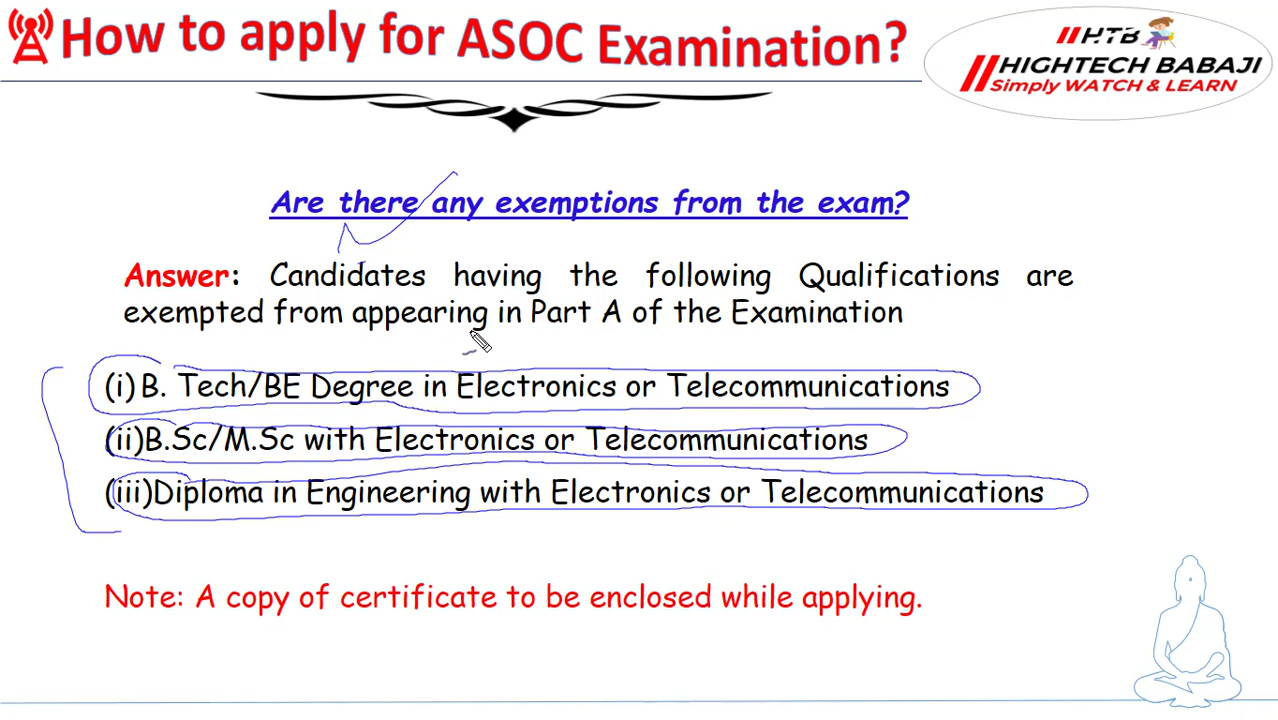 How to apply for ASOC Examination?
HTB
HIGHTECH BABAJI
Simply WATCH & LEARN
Are there any exemptions from the exam?
Answer: Candidates having the following Qualifications are
exempted from appearing in Part A of the Examination
(i) B. Tech/BE Degree in Electronics or Telecommunications
(ii)B.Sc/M.Sc with Electronics or Telecommunications
(iii)Diploma in Engineering with Electronics or Telecommunications
Note: A copy of certificate to be enclosed while applying.